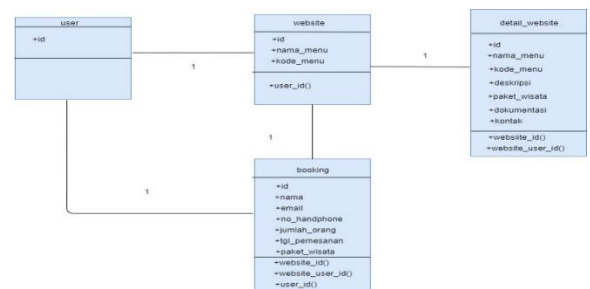 user
+id
website
+id
+nama_menu
+kode_menu
+user_id()
detail_website
+id
+nama_menu
+kode_menu
+deskripsi
+paket_wisata
+dokumentasi
+kontak
+website_id()
+website_user_id()
1
1
1
1
booking
+id
+nama
+email
+no_handphone
+jumlah_orang
+tgl_pemesanan
+paket_wisata
+website_id()
+website_user_id()
+user_id()